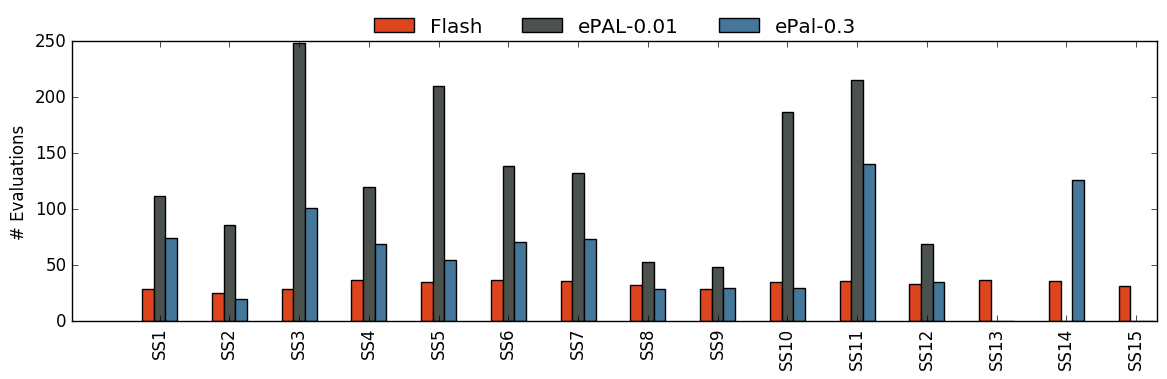 Flash ePAL-0.01 ePal-0.3
# Evaluations
250
200
150
100
50
0
SS1 SS2 SS3 SS4 SS5 SS6 SS7 SS8 SS9 SS10 SS11 SS12 SS13 SS14 SS15